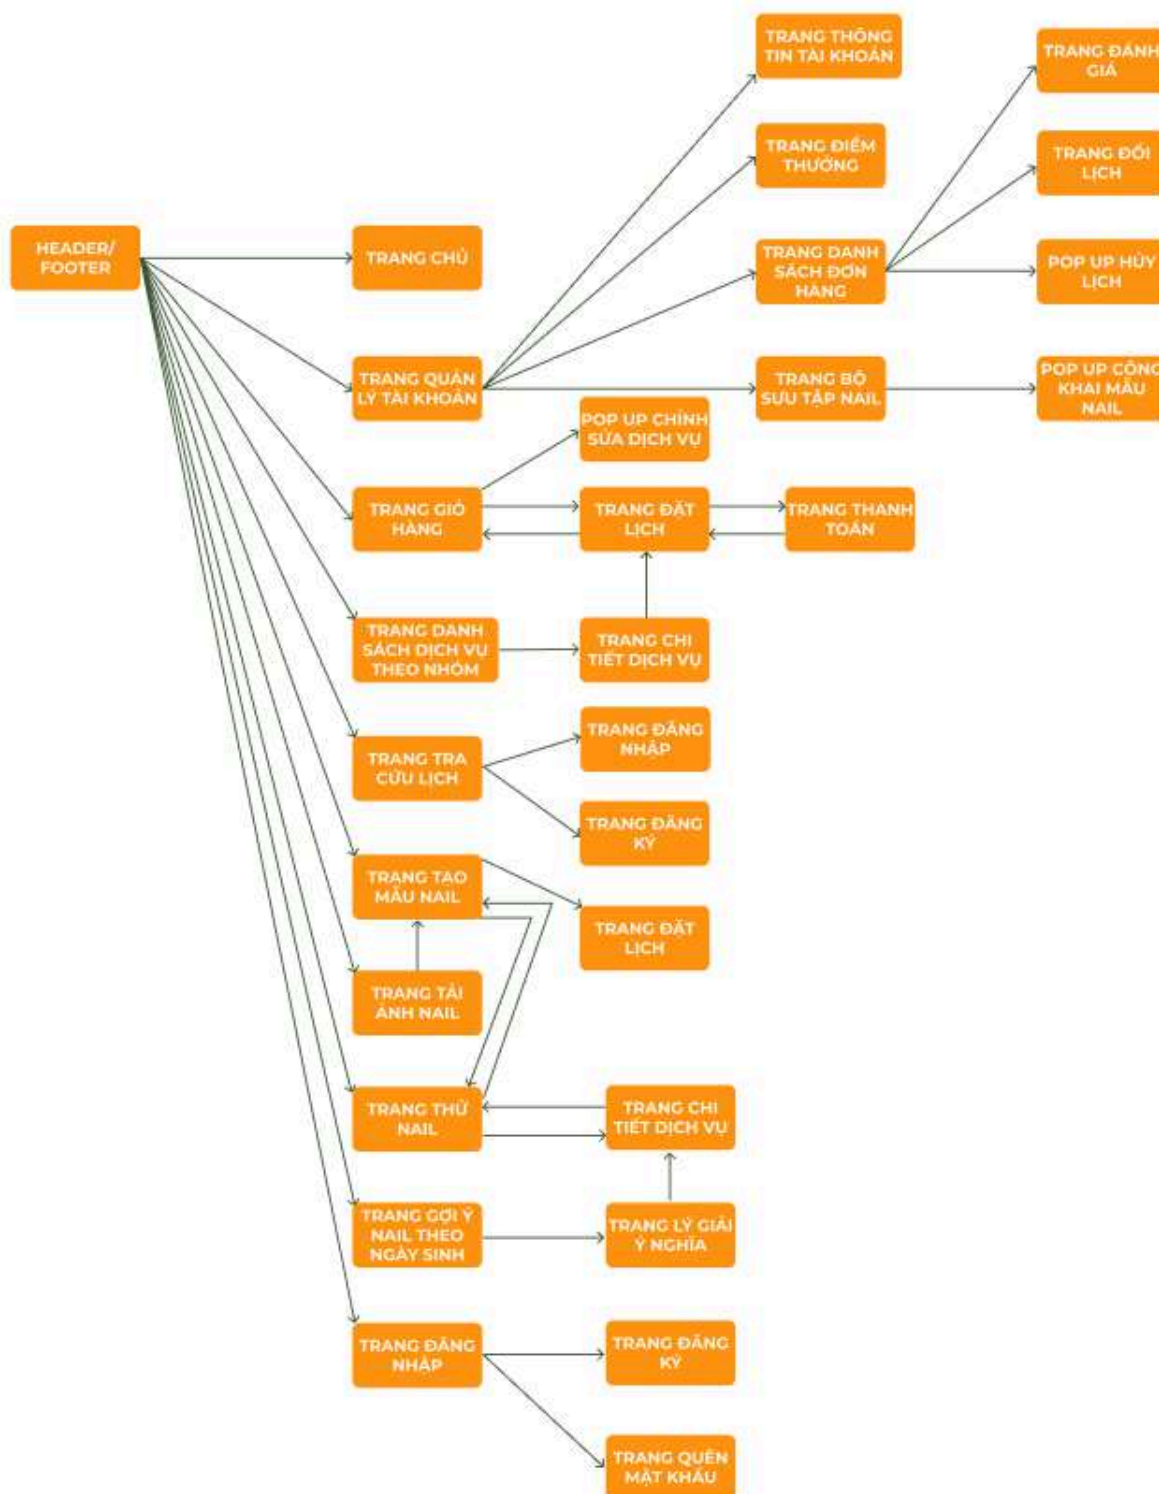 TRANG THÔNG
TIN TÀI KHOẢN
TRANG ĐÁNH
GIÁ
TRANG ĐIỂM
THƯỞNG
TRANG ĐỔI
LỊCH
HEADER/
FOOTER
TRANG CHỦ
TRANG DANH
SÁCH ĐƠN
HÀNG
POP UP HỦY
LỊCH
TRANG QUẢN
LÝ TÀI KHOẢN
TRANG BỘ
SƯU TẬP NAIL
POP UP CÔNG
KHAI MẪU
NAIL
POP UP CHỈNH
SỬA DỊCH VỤ
TRANG GIỎ
HÀNG
TRANG ĐẶT
LỊCH
TRANG THANH
TOÁN
TRANG DANH
SÁCH DỊCH VỤ
THEO NHÓM
TRANG CHI
TIẾT DỊCH VỤ
TRANG TRA
CỨU LỊCH
TRANG ĐĂNG
NHẬP
TRANG ĐĂNG
KÝ
TRANG TẠO
MẪU NAIL
TRANG ĐẶT
LỊCH
TRANG TẢI
ẢNH NAIL
TRANG THỬ
NAIL
TRANG CHI
TIẾT DỊCH VỤ
TRANG GỢI Ý
NAIL THEO
NGÀY SINH
TRANG LÝ GIẢI
Ý NGHĨA
TRANG ĐĂNG
NHẬP
TRANG ĐĂNG
KÝ
TRANG QUÊN
MẬT KHẨU